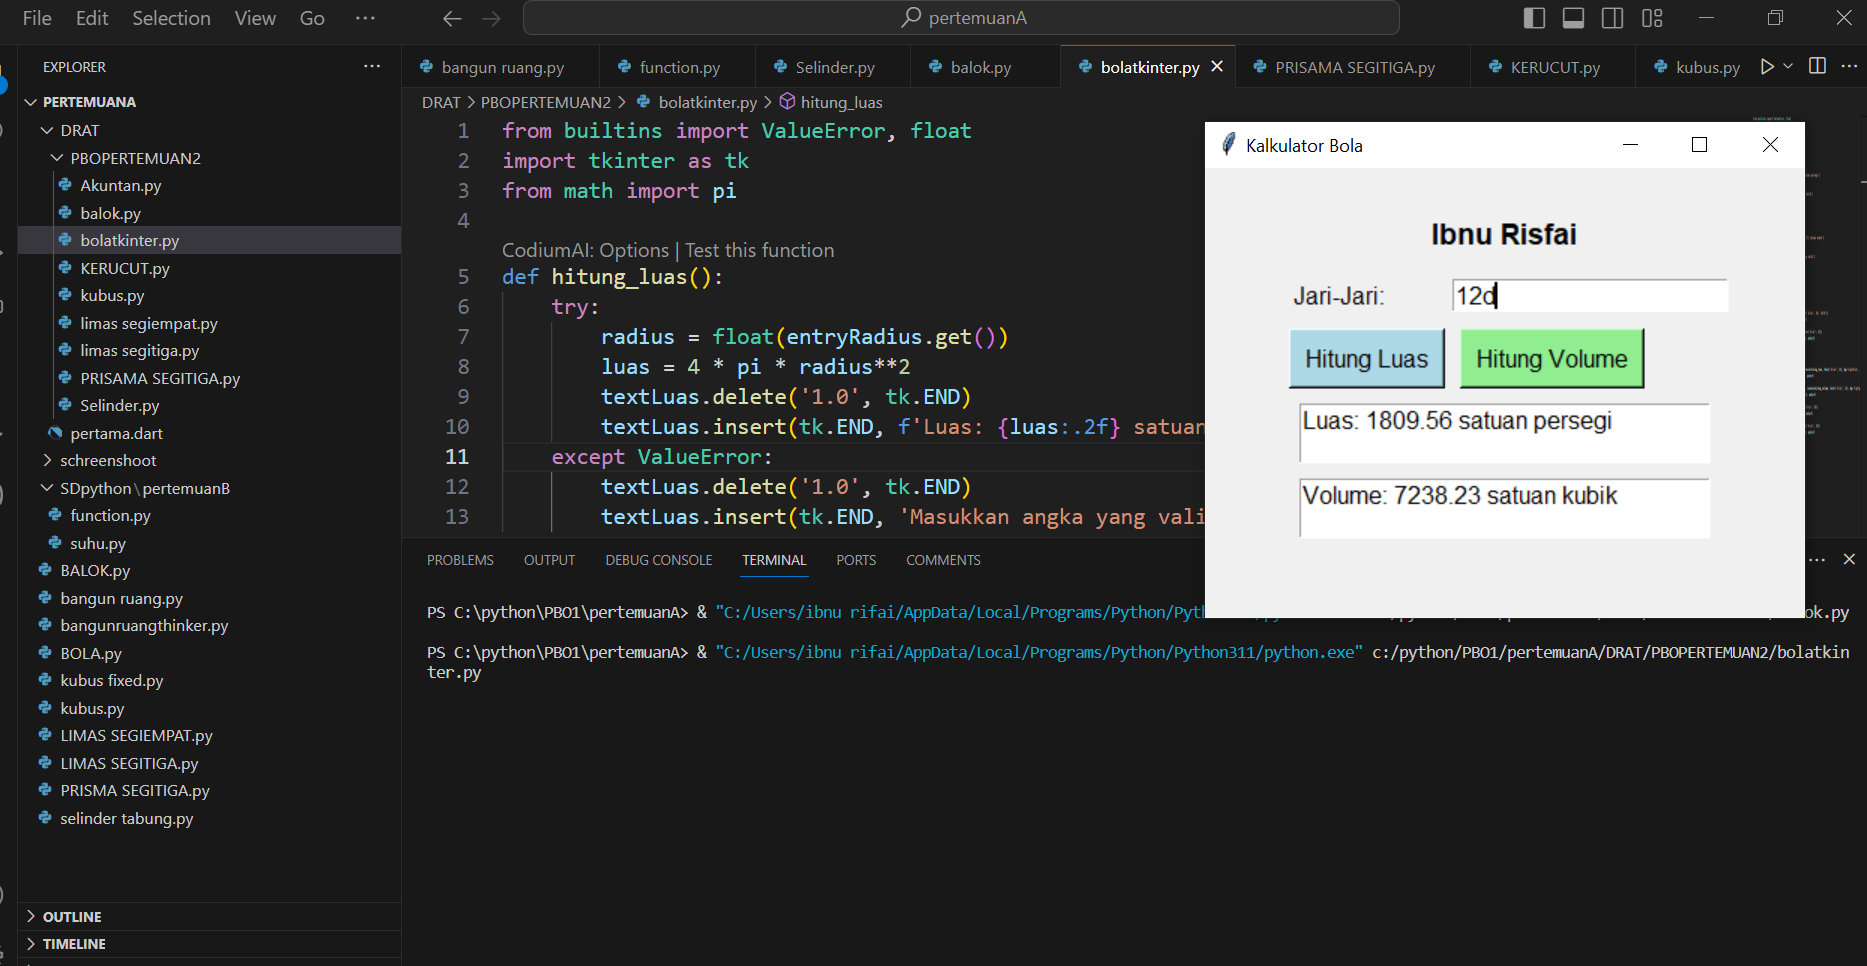 File Edit Selection View Go ···
pertemuanA
EXPLORER
PERTEMUANA
DRAT
PBOPERTEMUAN2
Akuntan.py
balok.py
bolatkinter.py
KERUCUT.py
kubus.py
limas segiempat.py
limas segitiga.py
PRISAMA SEGITIGA.py
Selinder.py
pertama.dart
schreenshoot
SDpython\pertemuanB
function.py
suhu.py
BALOK.py
bangun ruang.py
bangunruangthinker.py
BOLA.py
kubus fixed.py
kubus.py
LIMAS SEGIEMPAT.py
LIMAS SEGITIGA.py
PRISMA SEGITIGA.py
selinder tabung.py
OUTLINE
TIMELINE
bangun ruang.py function.py Selinder.py balok.py bolatkinter.py PRISAMA SEGITIGA.py KERUCUT.py kubus.py
DRAT > PBOPERTEMUAN2 > bolatkinter.py > hitung_luas
1 from builtins import ValueError, float
2 import tkinter as tk
3 from math import pi
4
CodiumAI: Options | Test this function
5 def hitung_luas():
6 try:
7 radius = float(entryRadius.get())
8 luas = 4 * pi * radius**2
9 textLuas.delete('1.0', tk.END)
10 textLuas.insert(tk.END, f'Luas: {luas:.2f} satuan
11 except ValueError:
12 textLuas.delete('1.0', tk.END)
13 textLuas.insert(tk.END, 'Masukkan angka yang vali
Kalkulator Bola
Ibnu Risfai
Jari-Jari: 12d
Hitung Luas Hitung Volume
Luas: 1809.56 satuan persegi
Volume: 7238.23 satuan kubik
PROBLEMS OUTPUT DEBUG CONSOLE TERMINAL PORTS COMMENTS
PS C:\python\PBO1\pertemuanA> & "C:/Users/ibnu rifai/AppData/Local/Programs/Python/Pyth ok.py
PS C:\python\PBO1\pertemuanA> & "C:/Users/ibnu rifai/AppData/Local/Programs/Python/Python311/python.exe" c:/python/PBO1/pertemuanA/DRAT/PBOPERTEMUAN2/bolatkin
ter.py